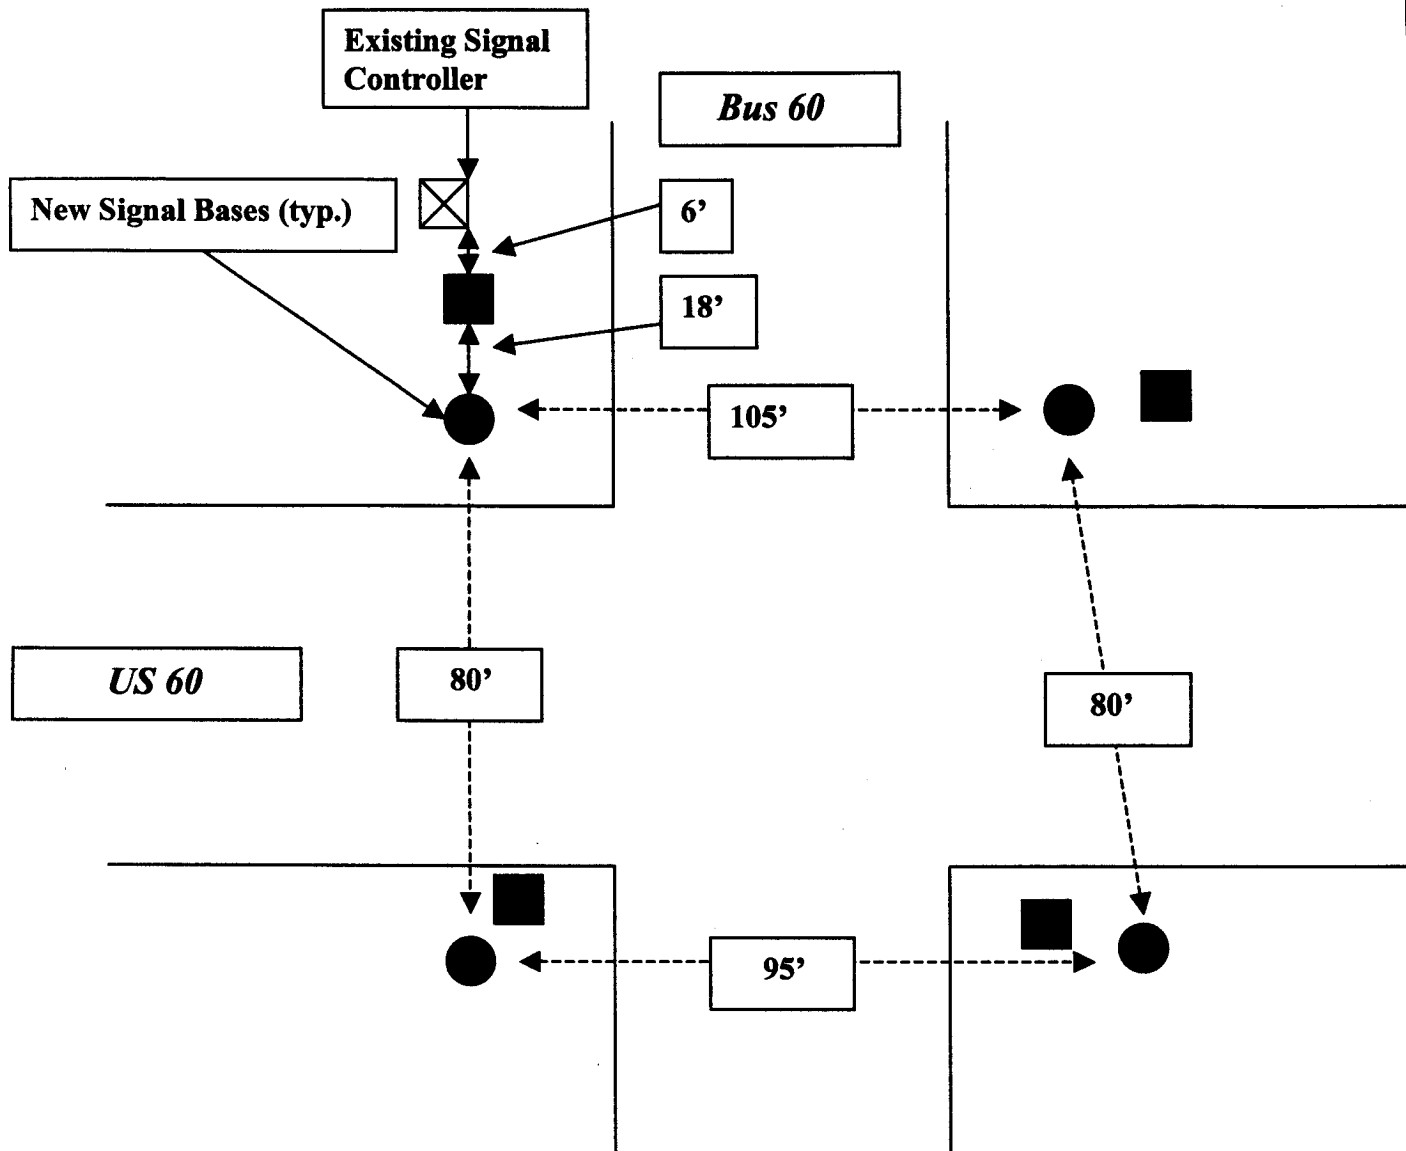 Existing Signal
Controller
Bus 60
New Signal Bases (typ.)
6’
18’
105’
US 60
80’
80’
95’